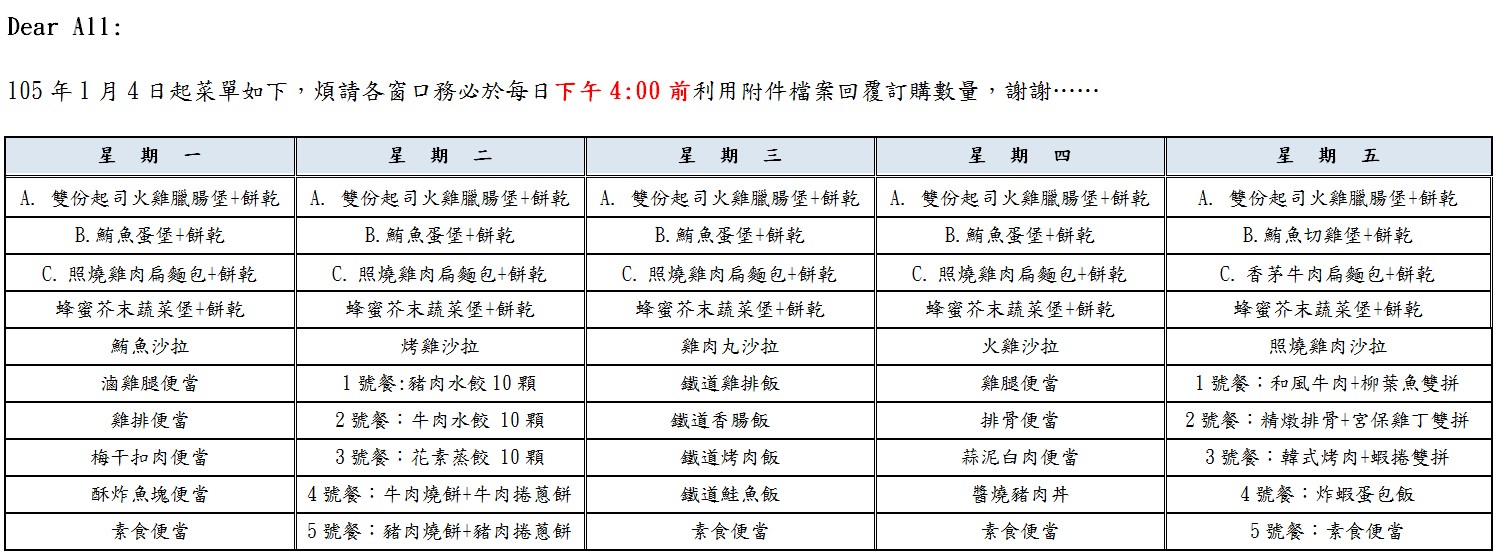 Dear All:
105 年 1 月 4 日起菜單如下，煩請各窗口務必於每日下午 4:00 前利用附件檔案回覆訂購數量，謝謝……
星 期 一 星 期 二 星 期 三 星 期 四 星 期 五
A. 雙份起司火雞臘腸堡+餅乾 A. 雙份起司火雞臘腸堡+餅乾 A. 雙份起司火雞臘腸堡+餅乾 A. 雙份起司火雞臘腸堡+餅乾 A. 雙份起司火雞臘腸堡+餅乾
B.鮪魚蛋堡+餅乾 B.鮪魚蛋堡+餅乾 B.鮪魚蛋堡+餅乾 B.鮪魚蛋堡+餅乾 B.鮪魚切雞堡+餅乾
C. 照燒雞肉扁麵包+餅乾 C. 照燒雞肉扁麵包+餅乾 C. 照燒雞肉扁麵包+餅乾 C. 照燒雞肉扁麵包+餅乾 C. 香茅牛肉扁麵包+餅乾
蜂蜜芥末蔬菜堡+餅乾 蜂蜜芥末蔬菜堡+餅乾 蜂蜜芥末蔬菜堡+餅乾 蜂蜜芥末蔬菜堡+餅乾 蜂蜜芥末蔬菜堡+餅乾
鮪魚沙拉 烤雞沙拉 雞肉丸沙拉 火雞沙拉 照燒雞肉沙拉
滷雞腿便當 1 號餐:豬肉水餃 10 顆 鐵道雞排飯 雞腿便當 1 號餐：和風牛肉+柳葉魚雙拼
雞排便當 2 號餐：牛肉水餃 10 顆 鐵道香腸飯 排骨便當 2 號餐：精燉排骨+宮保雞丁雙拼
梅干扣肉便當 3 號餐：花素蒸餃 10 顆 鐵道烤肉飯 蒜泥白肉便當 3 號餐：韓式烤肉+蝦捲雙拼
酥炸魚塊便當 4 號餐：牛肉燒餅+牛肉捲蔥餅 鐵道鮭魚飯 醬燒豬肉丼 4 號餐：炸蝦蛋包飯
素食便當 5 號餐：豬肉燒餅+豬肉捲蔥餅 素食便當 素食便當 5 號餐：素食便當